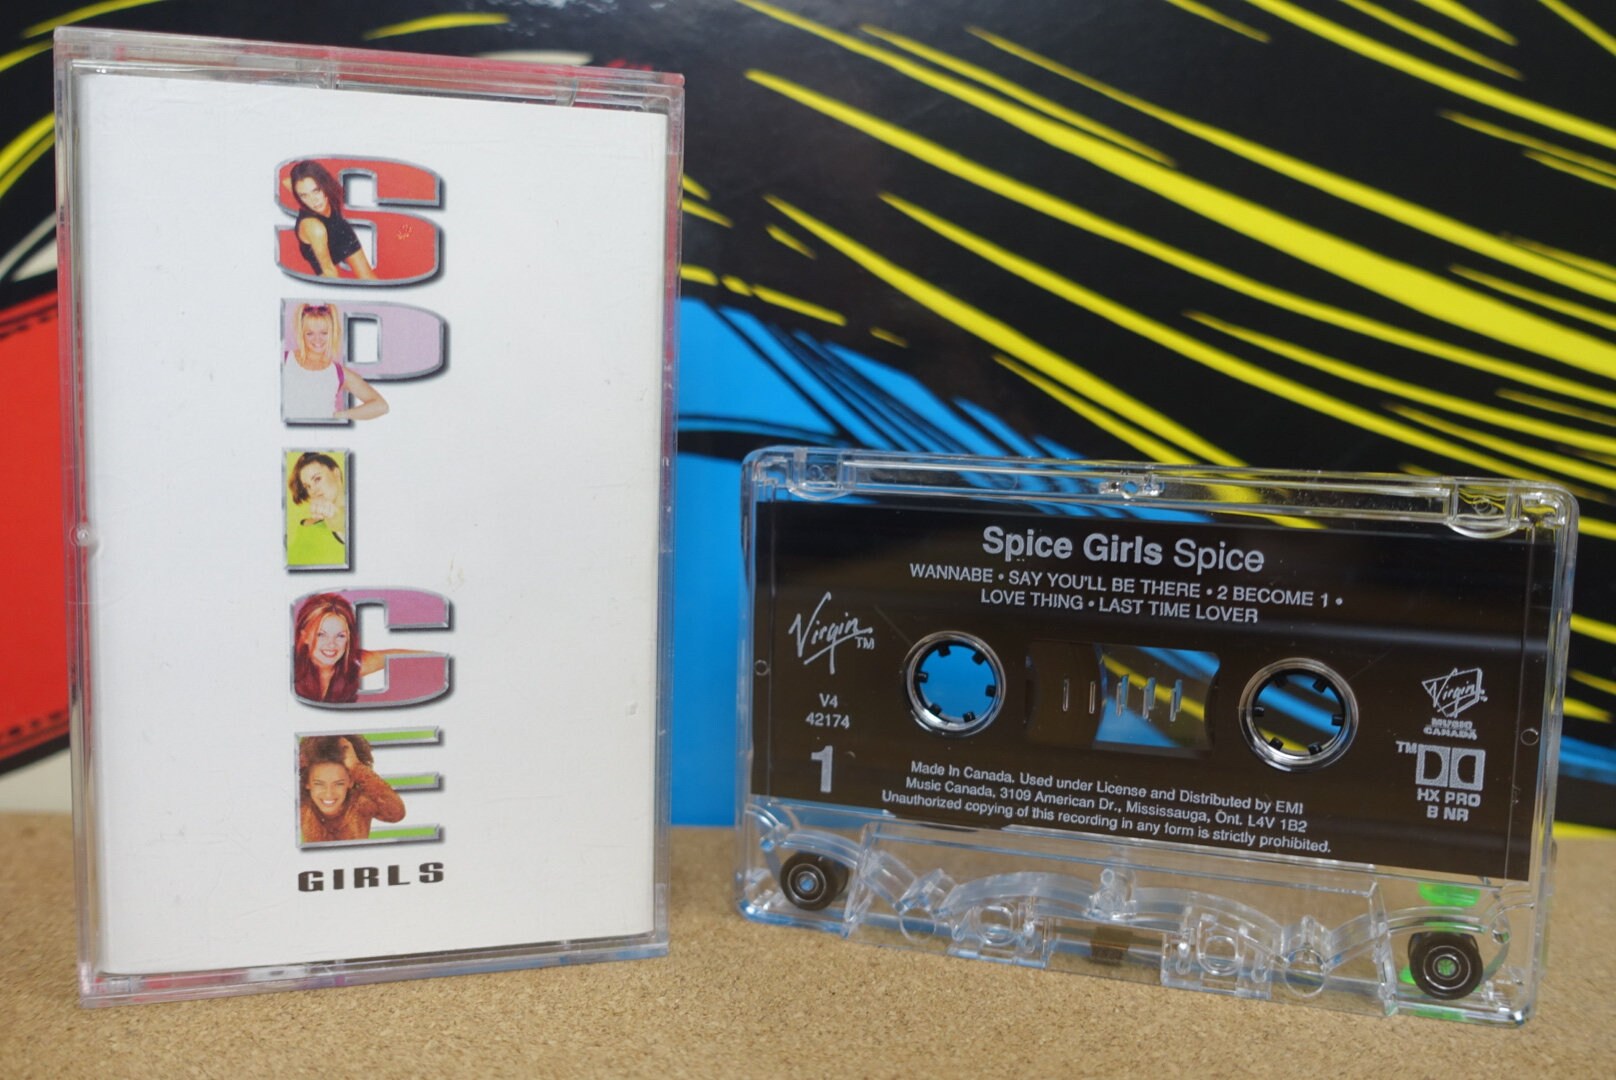 SPICE
GIRLS
Spice Girls Spice
WANNABE • SAY YOU'LL BE THERE • 2 BECOME 1 •
LOVE THING • LAST TIME LOVER
Virgin™
V4
42174
1
Virgin
MUSIC
CANADA
TM
HX PRO
B NR
Made In Canada. Used under License and Distributed by EMI
Music Canada, 3109 American Dr., Mississauga, Ont. L4V 1B2
Unauthorized copying of this recording in any form is strictly prohibited.